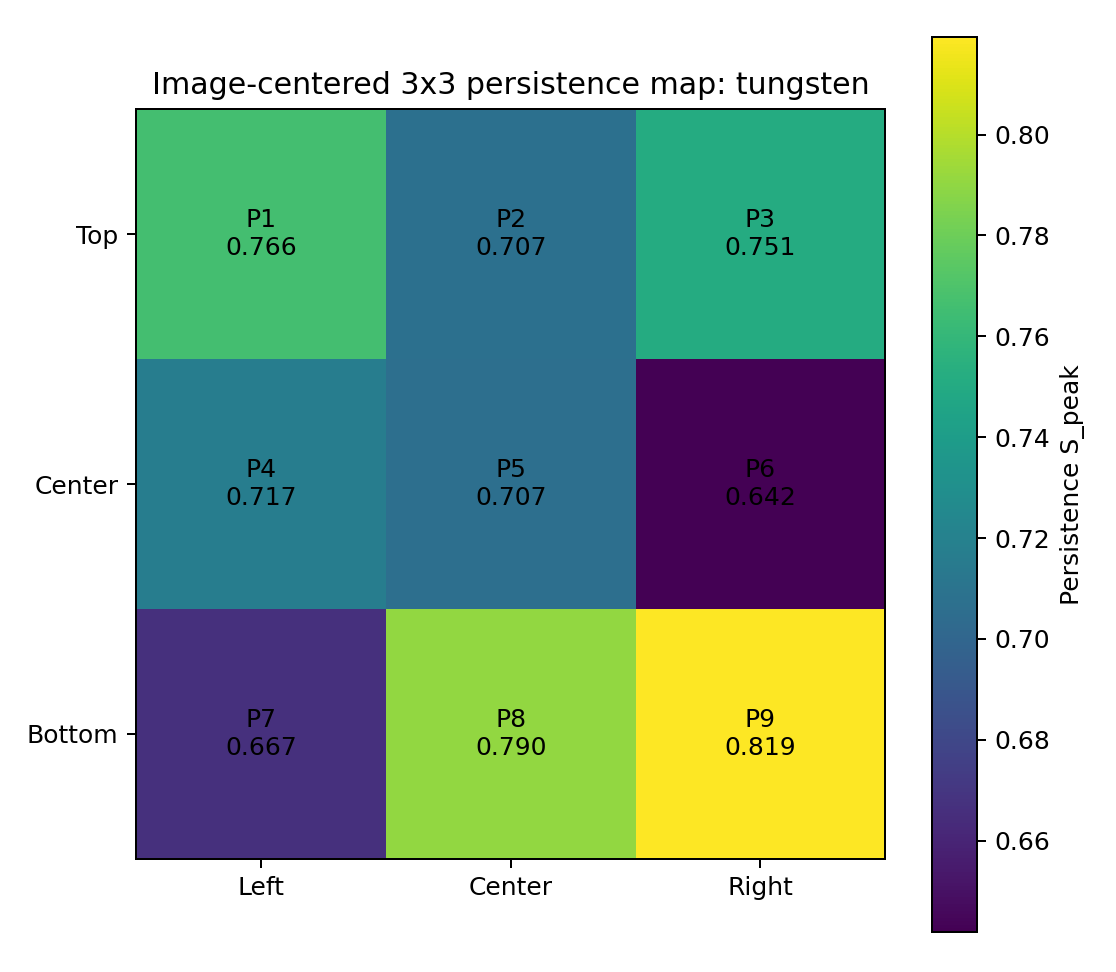 Image-centered 3x3 persistence map: tungsten
Top
P1
0.766
P2
0.707
P3
0.751
Center
P4
0.717
P5
0.707
P6
0.642
Bottom
P7
0.667
P8
0.790
P9
0.819
Left
Center
Right
0.80
0.78
0.76
0.74
0.72
0.70
0.68
0.66
Persistence S_peak